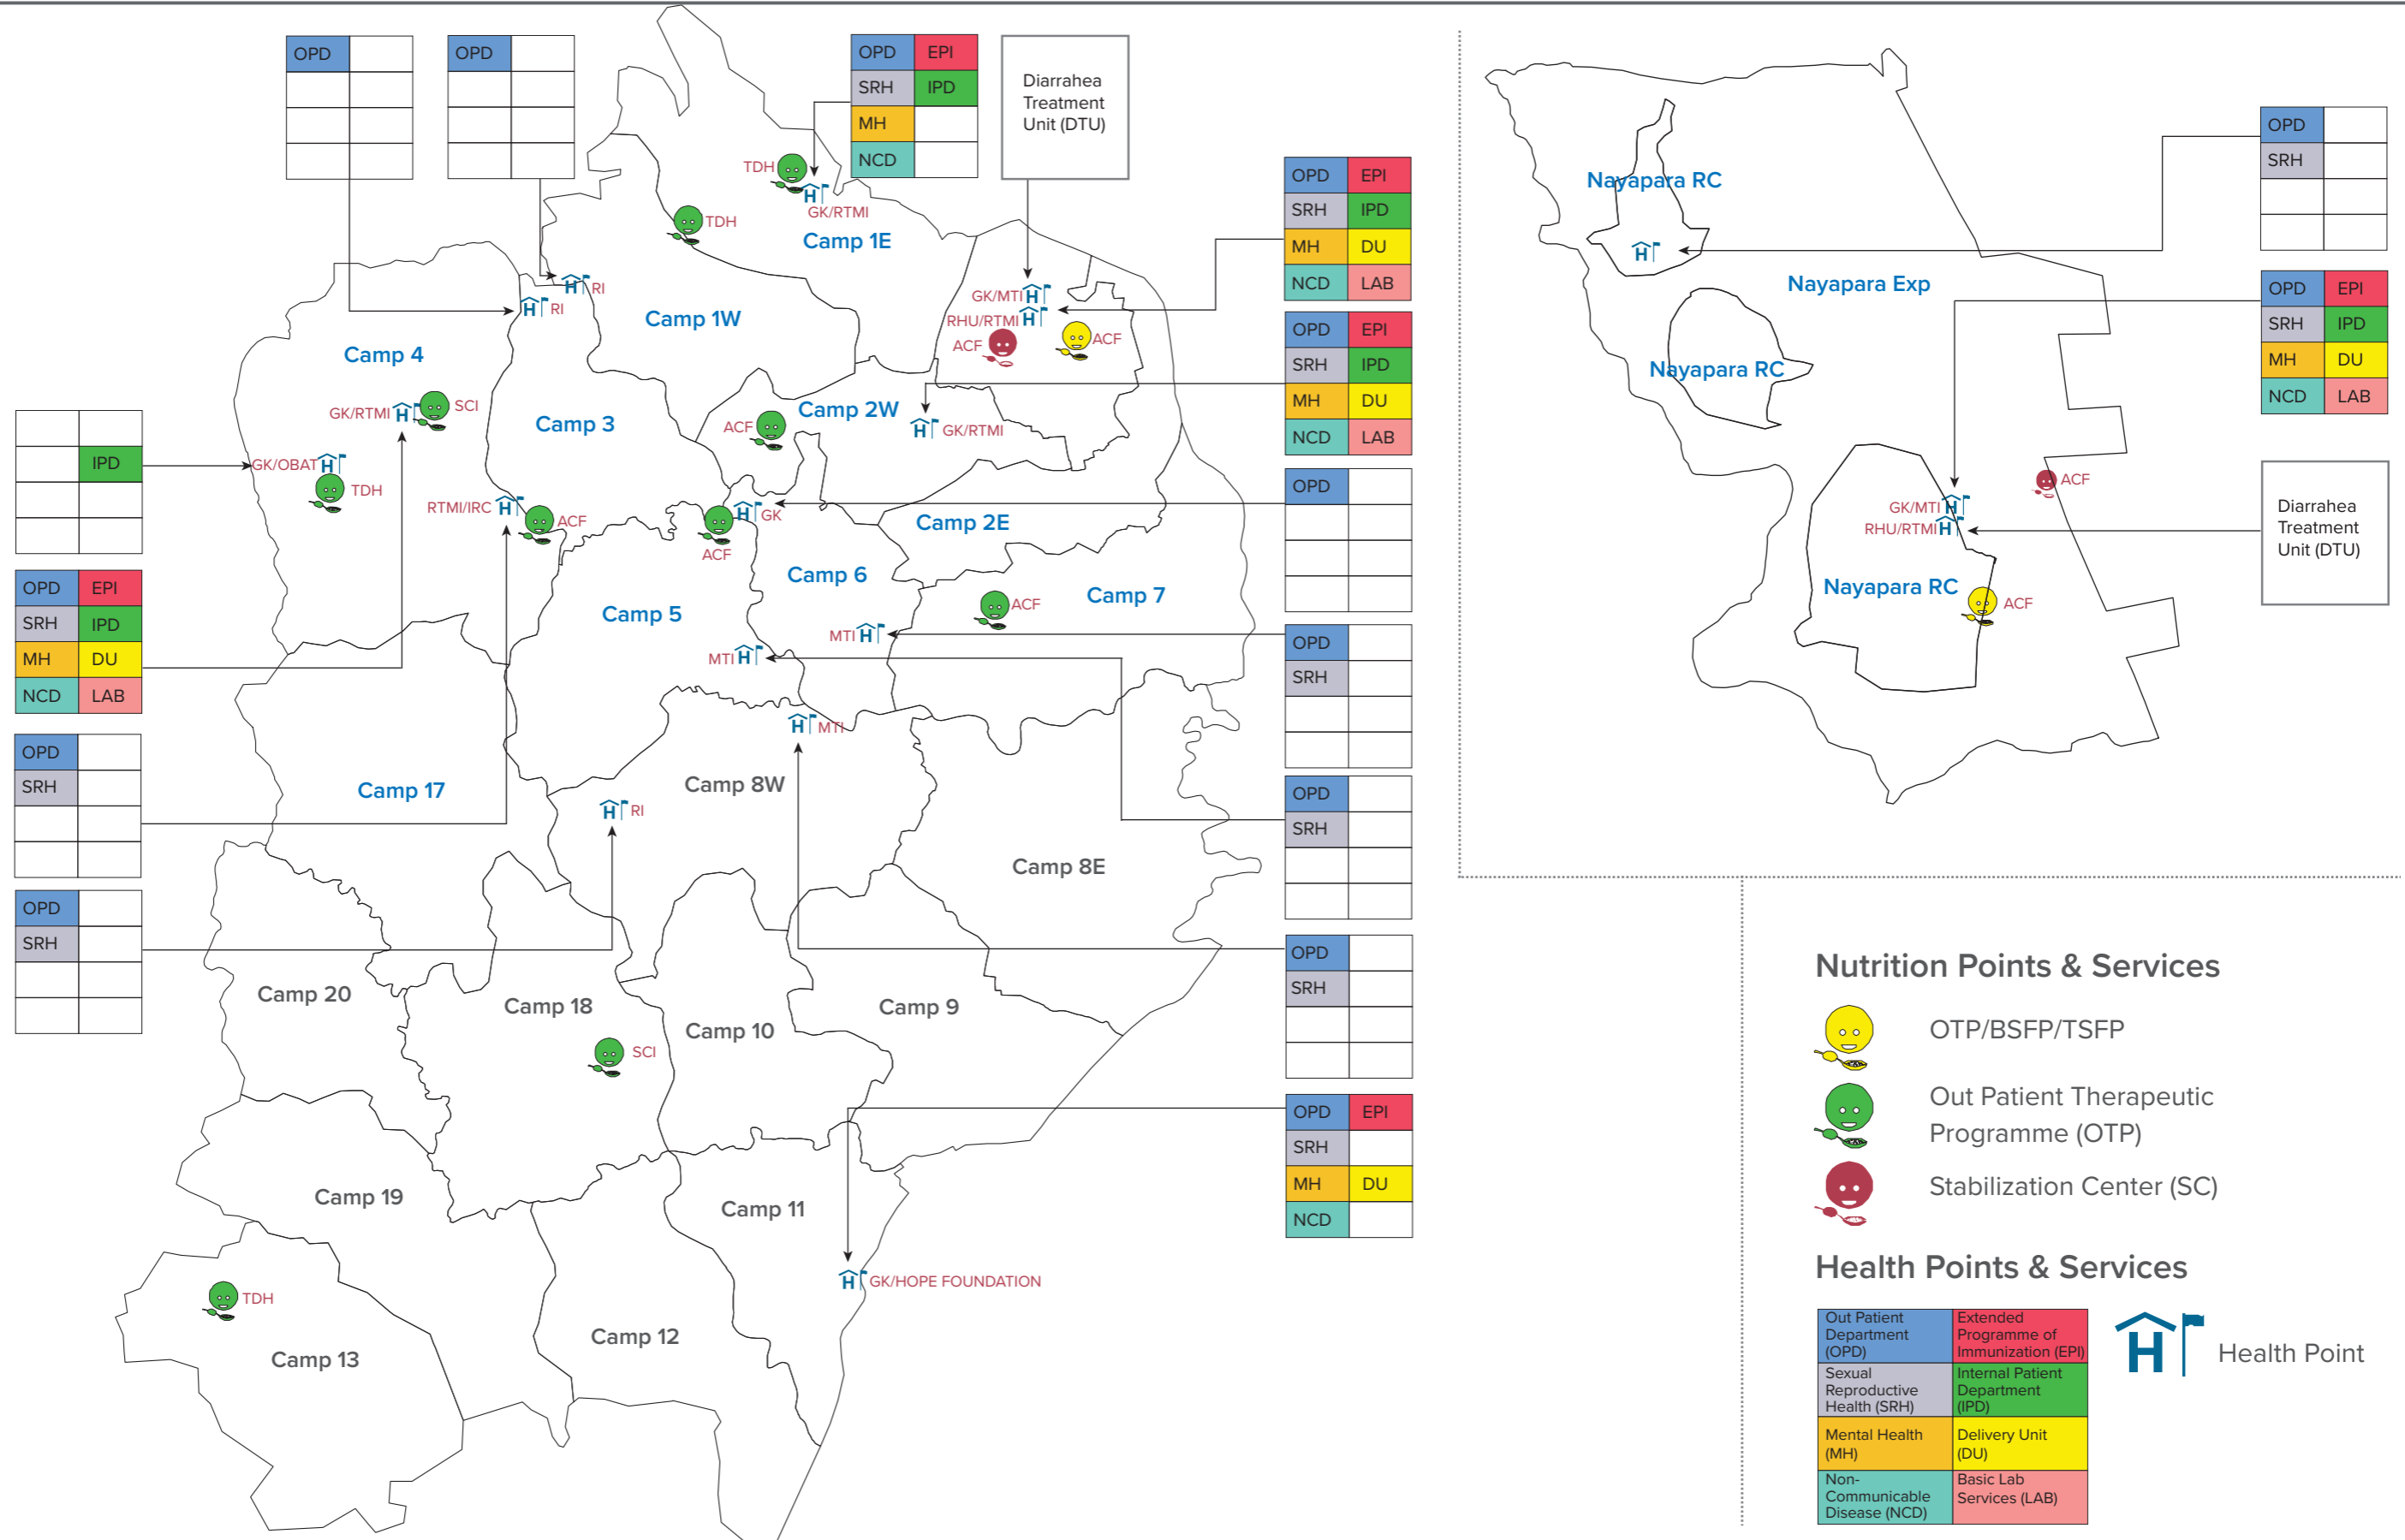 OPD
OPD
OPD EPI
SRH IPD
MH
NCD
Diarrahea
Treatment
Unit (DTU)
TDH
GK/RTMI
TDH
Camp 1E
OPD EPI
SRH IPD
MH DU
NCD LAB
RI
RI
Camp 1W
GK/MTI
RHU/RTMI
ACF
ACF
Camp 4
OPD EPI
SRH IPD
MH DU
NCD LAB
GK/RTMI
SCI
Camp 3
ACF
Camp 2W
GK/RTMI
IPD
GK/OBAT
TDH
RTMI/IRC
ACF
GK
ACF
Camp 2E
OPD
OPD EPI
SRH IPD
MH DU
NCD LAB
Camp 5
Camp 6
ACF
Camp 7
MTI
MTI
OPD
SRH
OPD
SRH
MTI
Camp 17
Camp 8W
RI
OPD
SRH
Camp 8E
OPD
SRH
OPD
SRH
Camp 20
Camp 18
Camp 10
Camp 9
SCI
OPD EPI
SRH
MH DU
NCD
Camp 19
Camp 11
GK/HOPE FOUNDATION
TDH
Camp 13
Camp 12
Nayapara RC
OPD
SRH
Nayapara Exp
Nayapara RC
OPD EPI
SRH IPD
MH DU
NCD LAB
ACF
GK/MTI
RHU/RTMI
Diarrahea
Treatment
Unit (DTU)
Nayapara RC
ACF
Nutrition Points & Services
OTP/BSFP/TSFP
Out Patient Therapeutic
Programme (OTP)
Stabilization Center (SC)
Health Points & Services
Out Patient
Department
(OPD)
Extended
Programme of
Immunization (EPI)
Sexual
Reproductive
Health (SRH)
Internal Patient
Department
(IPD)
Mental Health
(MH)
Delivery Unit
(DU)
Non-
Communicable
Disease (NCD)
Basic Lab
Services (LAB)
H
Health Point